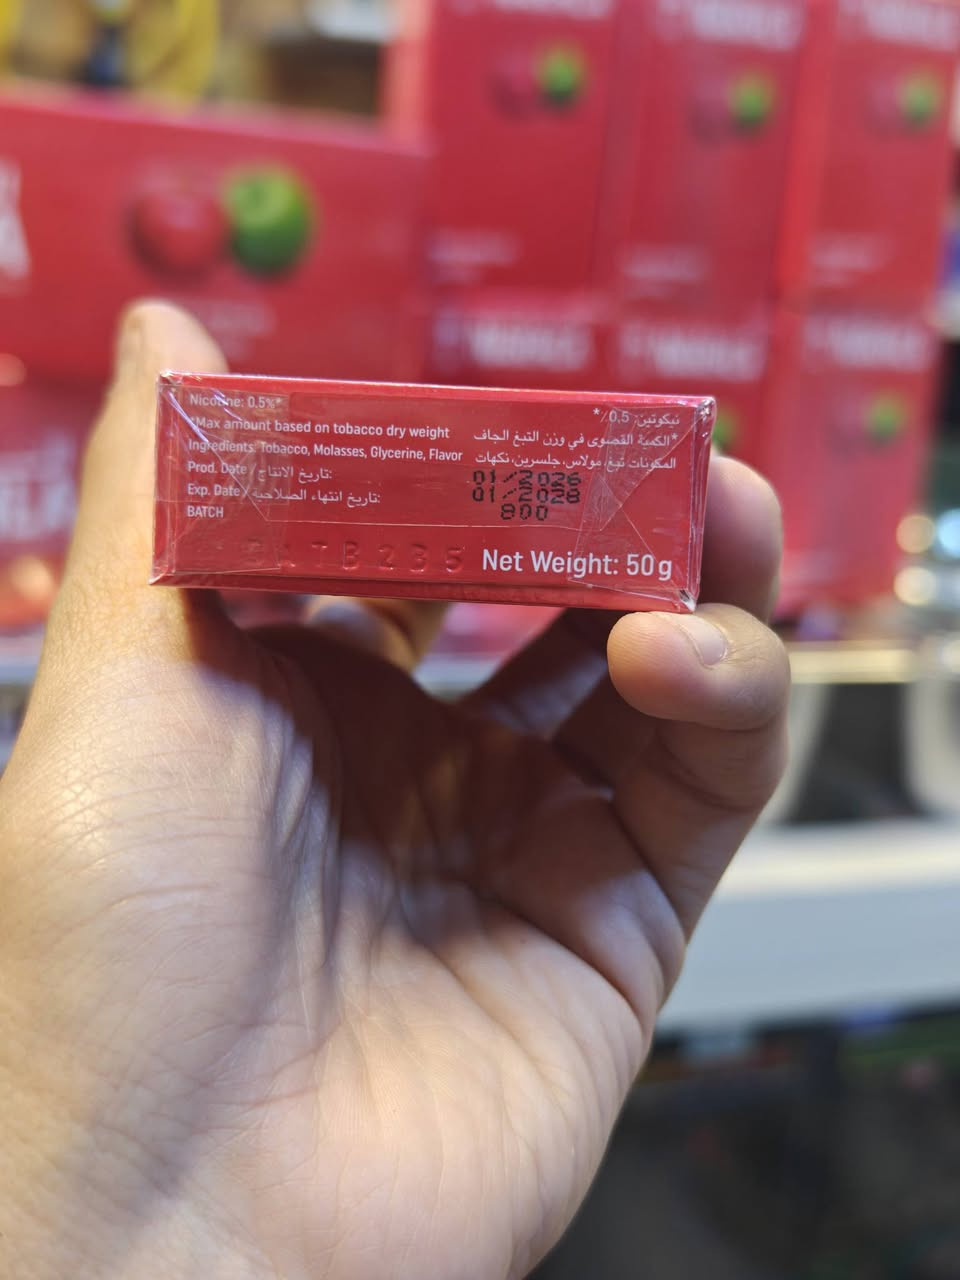 Nicotine: 0.5%*
*Max amount based on tobacco dry weight
Ingredients: Tobacco, Molasses, Glycerine, Flavor
Prod. Date / تاريخ الانتاج:
Exp. Date / تاريخ انتهاء الصلاحية:
BATCH
نيكوتين: 0,5٪*
*الكمية القصوى في وزن التبغ الجاف
المكونات تبغ، مولاس، جلسرين، نكهات
01/2026
01/2028
800
Net Weight: 50 g